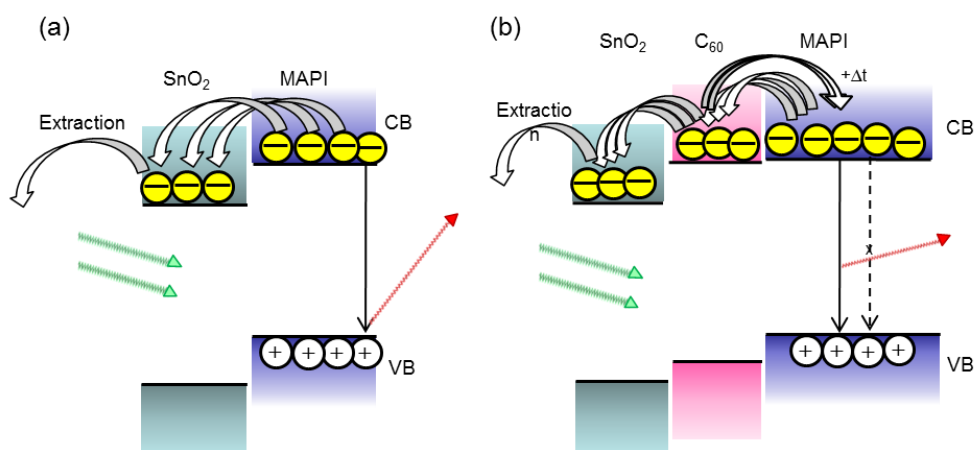 (a)
SnO₂
MAPI
Extraction
CB
VB
(b)
SnO₂
C₆₀
MAPI
+Δt
Extractio
n
CB
x
VB